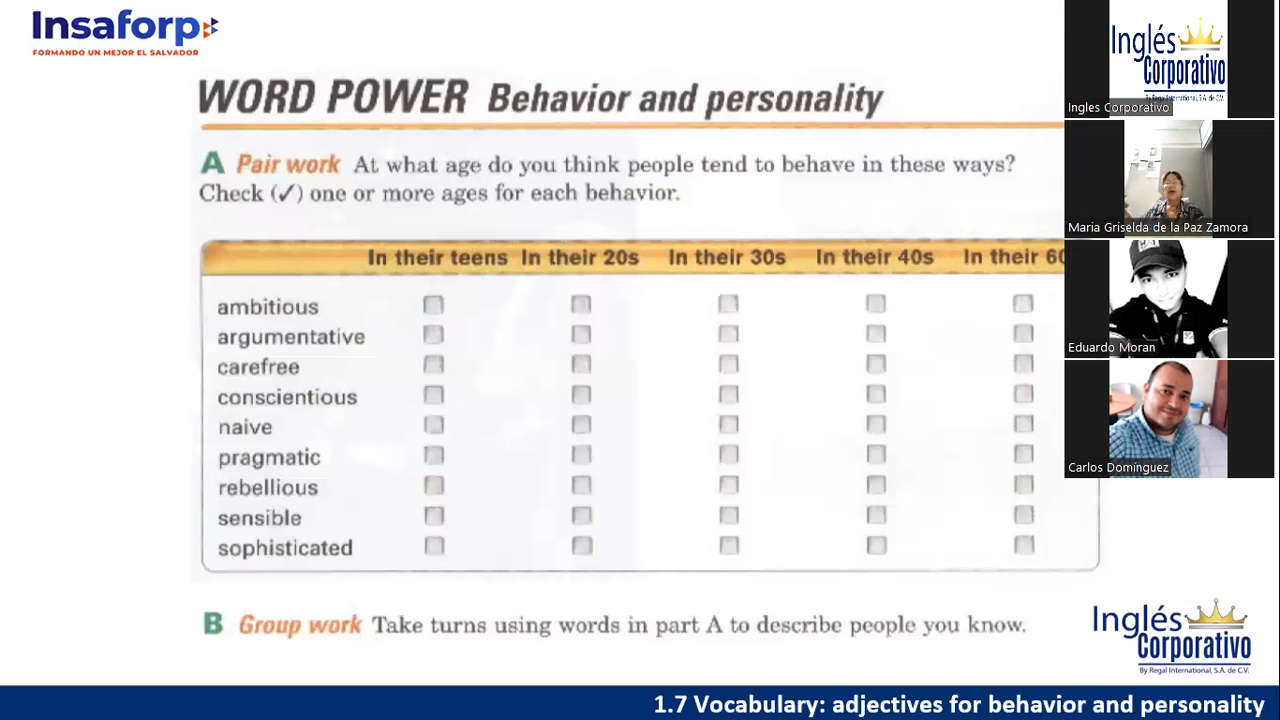 Insaforp
FORMANDO UN MEJOR EL SALVADOR
WORD POWER Behavior and personality
A Pair work At what age do you think people tend to behave in these ways?
Check (✓) one or more ages for each behavior.
In their teens In their 20s In their 30s In their 40s In their 60
ambitious
argumentative
carefree
conscientious
naive
pragmatic
rebellious
sensible
sophisticated
B Group work Take turns using words in part A to describe people you know.
Inglés
Corporativo
By Regal International, S.A. de C.V.
Ingles Corporativo
Maria Griselda de la Paz Zamora
Eduardo Moran
Carlos Domínguez
Inglés
Corporativo
By Regal International, S.A. de C.V.
1.7 Vocabulary: adjectives for behavior and personality